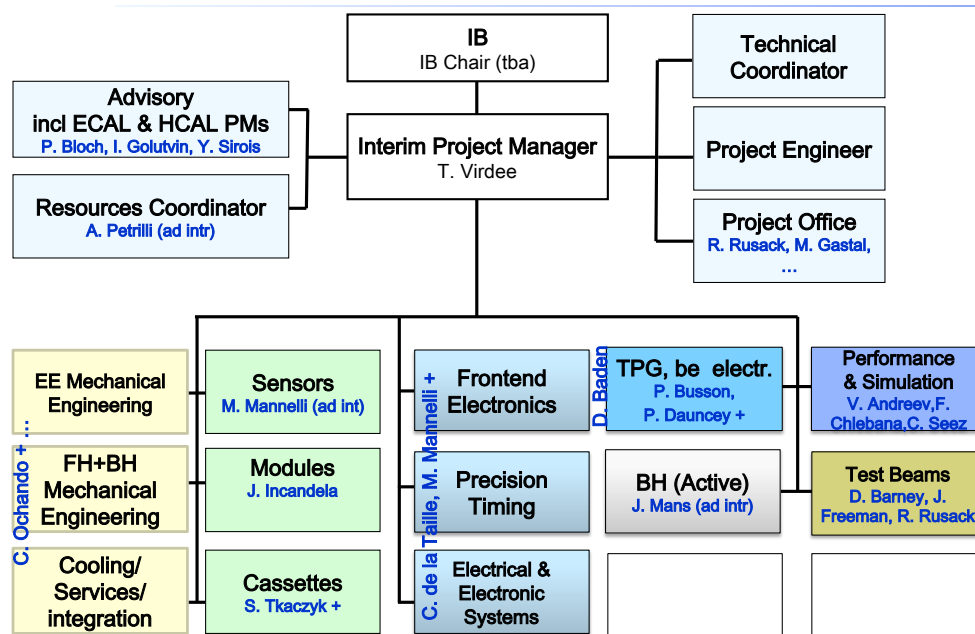 IB
IB Chair (tba)
Technical
Coordinator
Advisory
incl ECAL & HCAL PMs
P. Bloch, I. Golutvin, Y. Sirois
Interim Project Manager
T. Virdee
Project Engineer
Resources Coordinator
A. Petrilli (ad intr)
Project Office
R. Rusack, M. Gastal,
…
C. Ochando + …
EE Mechanical
Engineering
Sensors
M. Mannelli (ad int)
C. de la Taille, M. Mannelli +
Frontend
Electronics
D. Baden
TPG, be electr.
P. Busson,
P. Dauncey +
Performance
& Simulation
V. Andreev,F.
Chlebana,C. Seez
FH+BH
Mechanical
Engineering
Modules
J. Incandela
Precision
Timing
BH (Active)
J. Mans (ad intr)
Test Beams
D. Barney, J.
Freeman, R. Rusack
Cooling/
Services/
integration
Cassettes
S. Tkaczyk +
Electrical &
Electronic
Systems